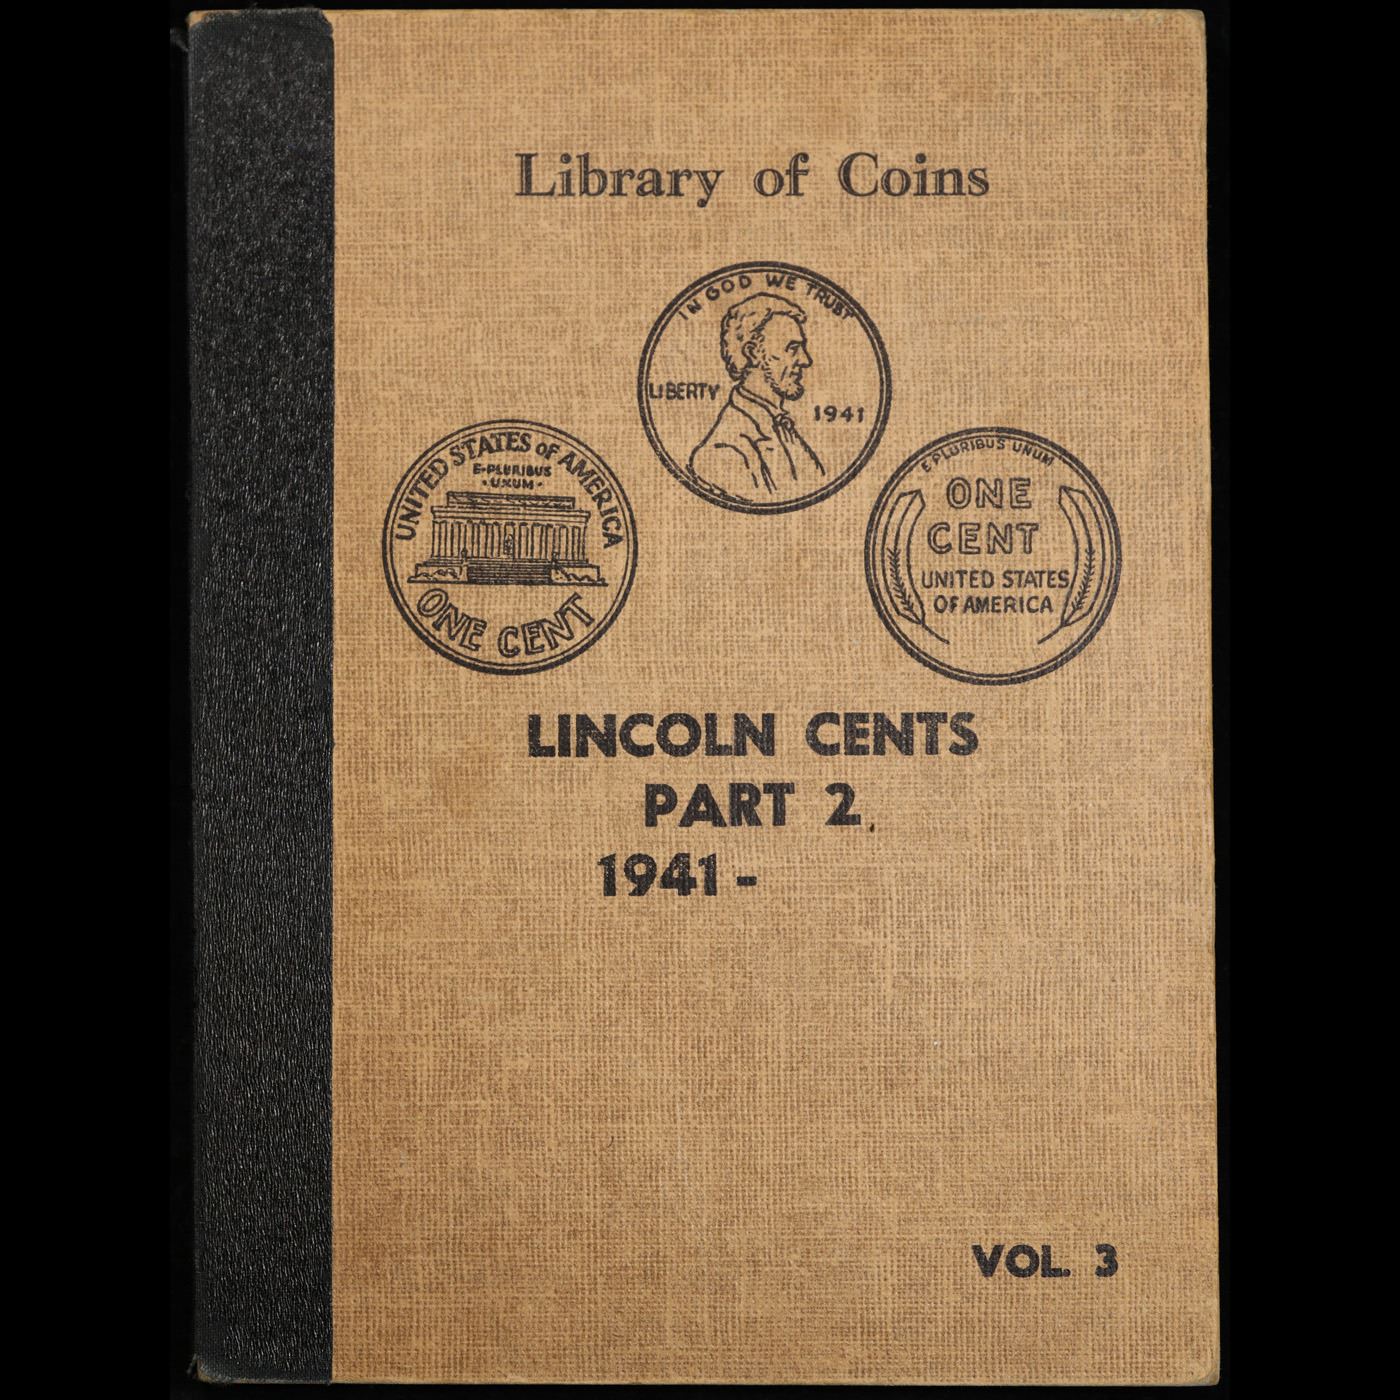 Library of Coins
IN GOD WE TRUST
LIBERTY
1941
UNITED STATES OF AMERICA
E·PLURIBUS
·UNUM·
ONE CENT
E PLURIBUS UNUM
ONE
CENT
UNITED STATES
OF AMERICA
LINCOLN CENTS
PART 2
1941-
VOL. 3